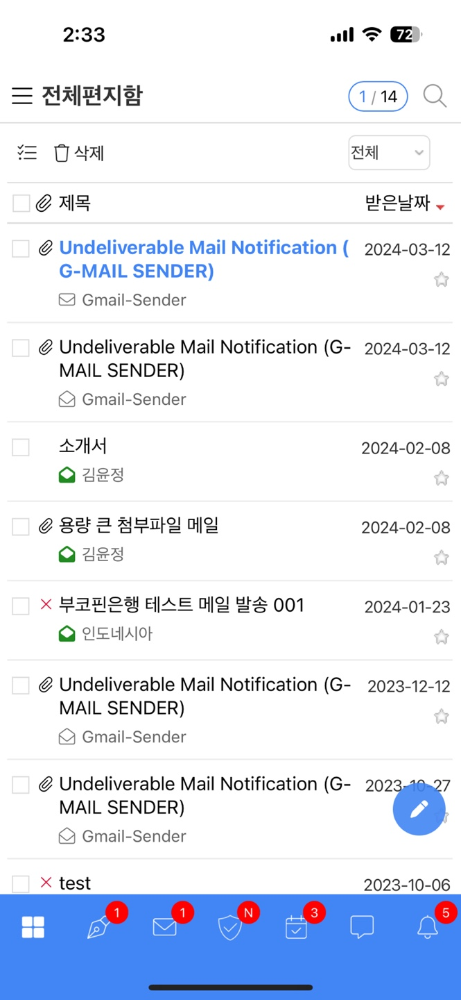 2:33
72
전체편지함
1 / 14
삭제
전체
제목
받은날짜
Undeliverable Mail Notification (
G-MAIL SENDER)
2024-03-12
Gmail-Sender
Undeliverable Mail Notification (G-
MAIL SENDER)
2024-03-12
Gmail-Sender
소개서
2024-02-08
김윤정
용량 큰 첨부파일 메일
2024-02-08
김윤정
부코핀은행 테스트 메일 발송 001
2024-01-23
인도네시아
Undeliverable Mail Notification (G-
MAIL SENDER)
2023-12-12
Gmail-Sender
Undeliverable Mail Notification (G-
MAIL SENDER)
2023-10-27
Gmail-Sender
test
2023-10-06
1
1
N
3
5